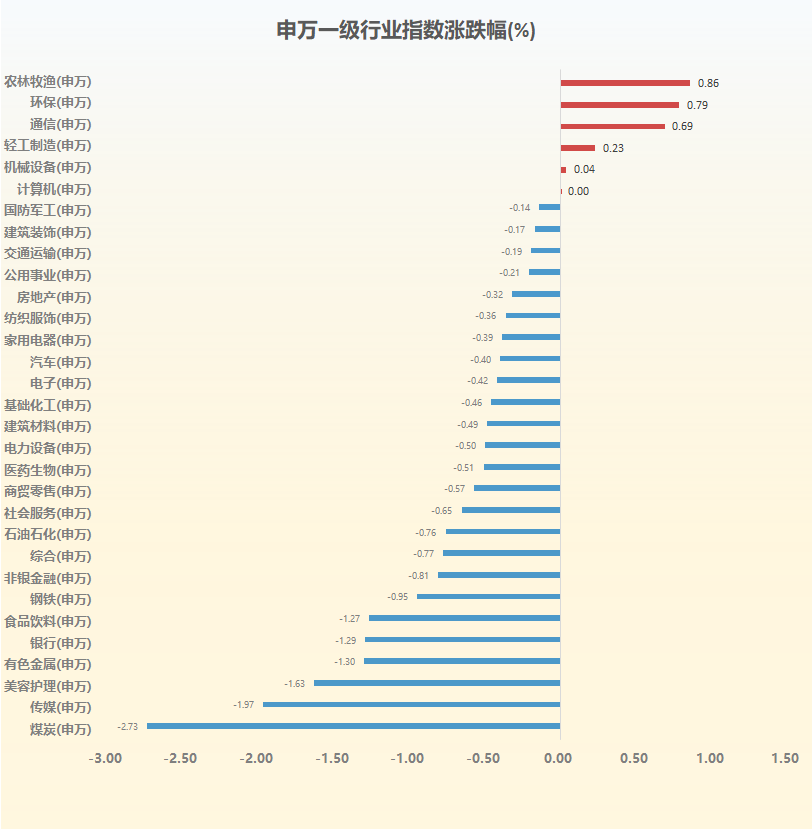 申万一级行业指数涨跌幅(%)
农林牧渔(申万) 0.86
环保(申万) 0.79
通信(申万) 0.69
轻工制造(申万) 0.23
机械设备(申万) 0.04
计算机(申万) 0.00
国防军工(申万) -0.14
建筑装饰(申万) -0.17
交通运输(申万) -0.19
公用事业(申万) -0.21
房地产(申万) -0.32
纺织服饰(申万) -0.36
家用电器(申万) -0.39
汽车(申万) -0.40
电子(申万) -0.42
基础化工(申万) -0.46
建筑材料(申万) -0.49
电力设备(申万) -0.50
医药生物(申万) -0.51
商贸零售(申万) -0.57
社会服务(申万) -0.65
石油石化(申万) -0.76
综合(申万) -0.77
非银金融(申万) -0.81
钢铁(申万) -0.95
食品饮料(申万) -1.27
银行(申万) -1.29
有色金属(申万) -1.30
美容护理(申万) -1.63
传媒(申万) -1.97
煤炭(申万) -2.73
-3.00 -2.50 -2.00 -1.50 -1.00 -0.50 0.00 0.50 1.00 1.50